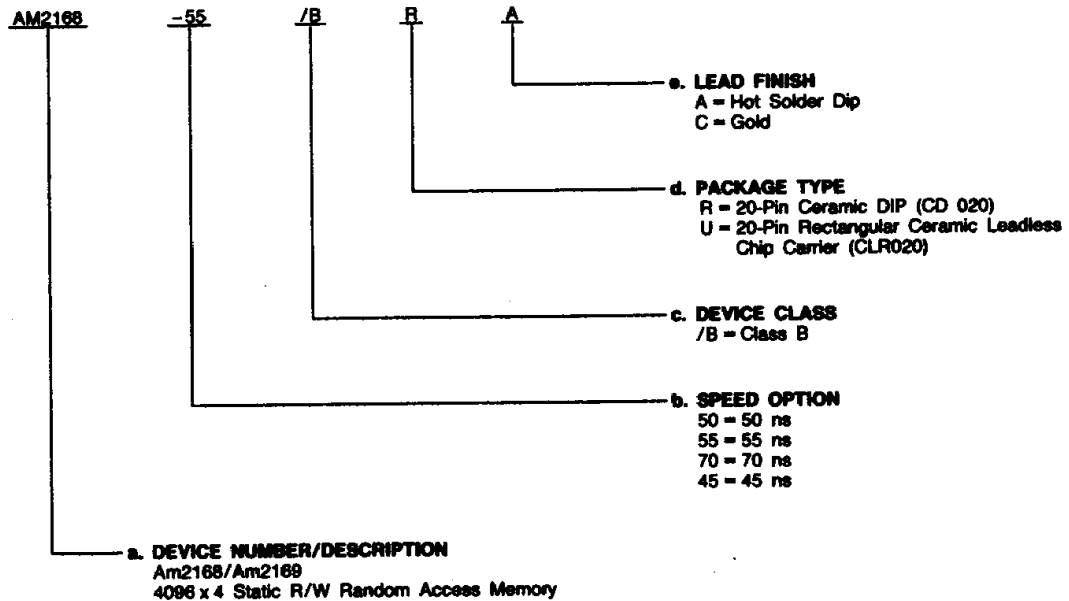 AM2168 -55 /B R A
e. LEAD FINISH
A = Hot Solder Dip
C = Gold
d. PACKAGE TYPE
R = 20-Pin Ceramic DIP (CD 020)
U = 20-Pin Rectangular Ceramic Leadless
Chip Carrier (CLR020)
c. DEVICE CLASS
/B = Class B
b. SPEED OPTION
50 = 50 ns
55 = 55 ns
70 = 70 ns
45 = 45 ns
a. DEVICE NUMBER/DESCRIPTION
Am2168/Am2169
4096 x 4 Static R/W Random Access Memory